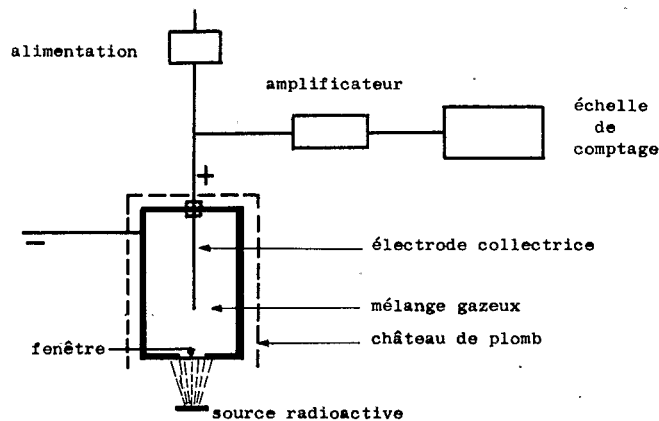 alimentation
amplificateur
échelle
de
comptage
+
−
électrode collectrice
mélange gazeux
château de plomb
fenêtre
source radioactive